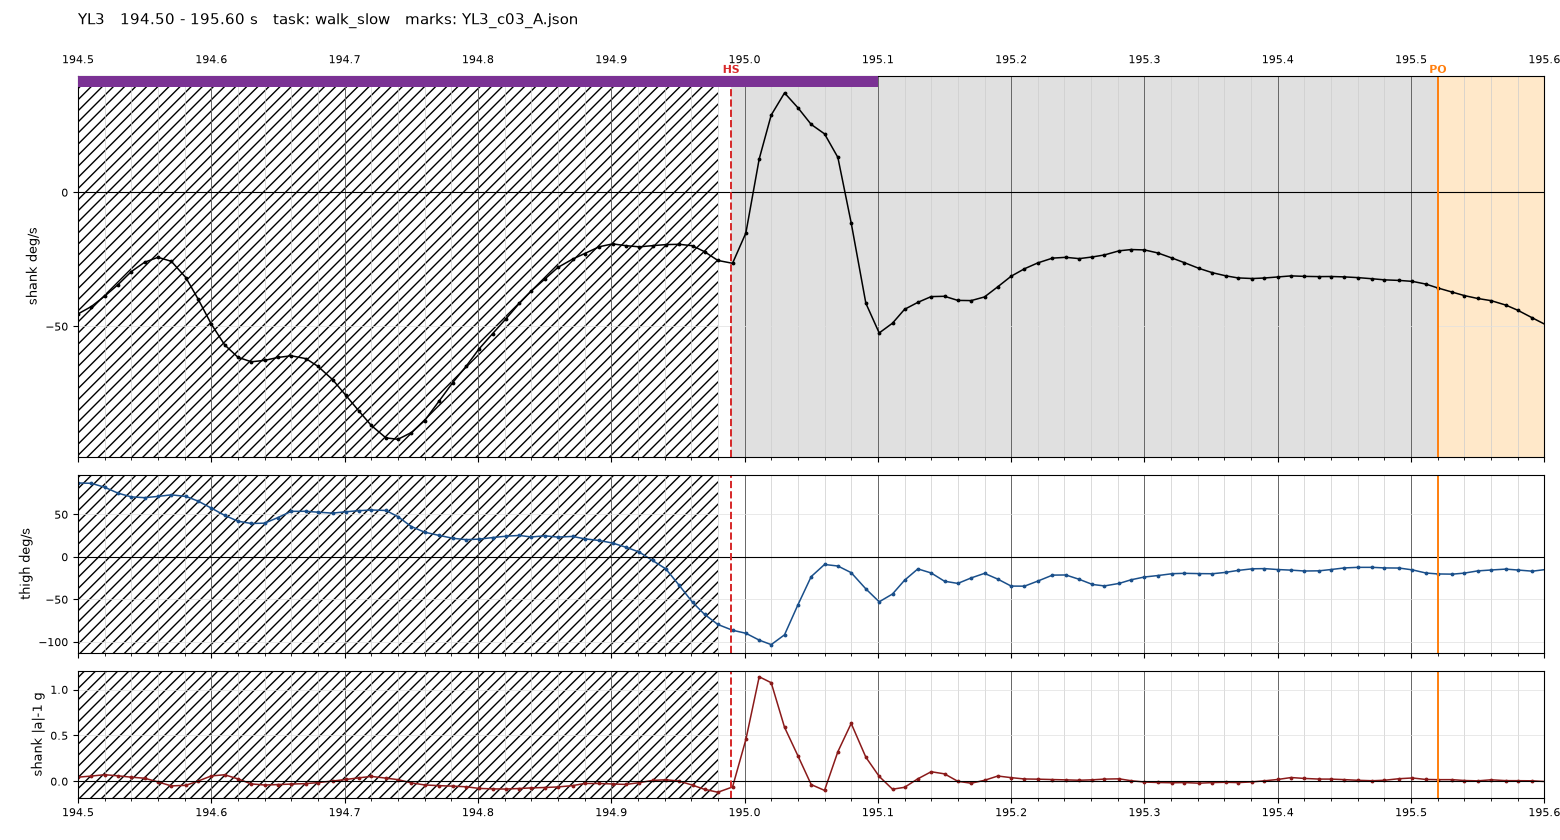 YL3   194.50 - 195.60 s   task: walk_slow   marks: YL3_c03_A.json
194.5 194.6 194.7 194.8 194.9 195.0 195.1 195.2 195.3 195.4 195.5 195.6
HS PO
shank deg/s
0
−50
thigh deg/s
50
0
−50
−100
shank |a|-1 g
1.0
0.5
0.0
194.5 194.6 194.7 194.8 194.9 195.0 195.1 195.2 195.3 195.4 195.5 195.6